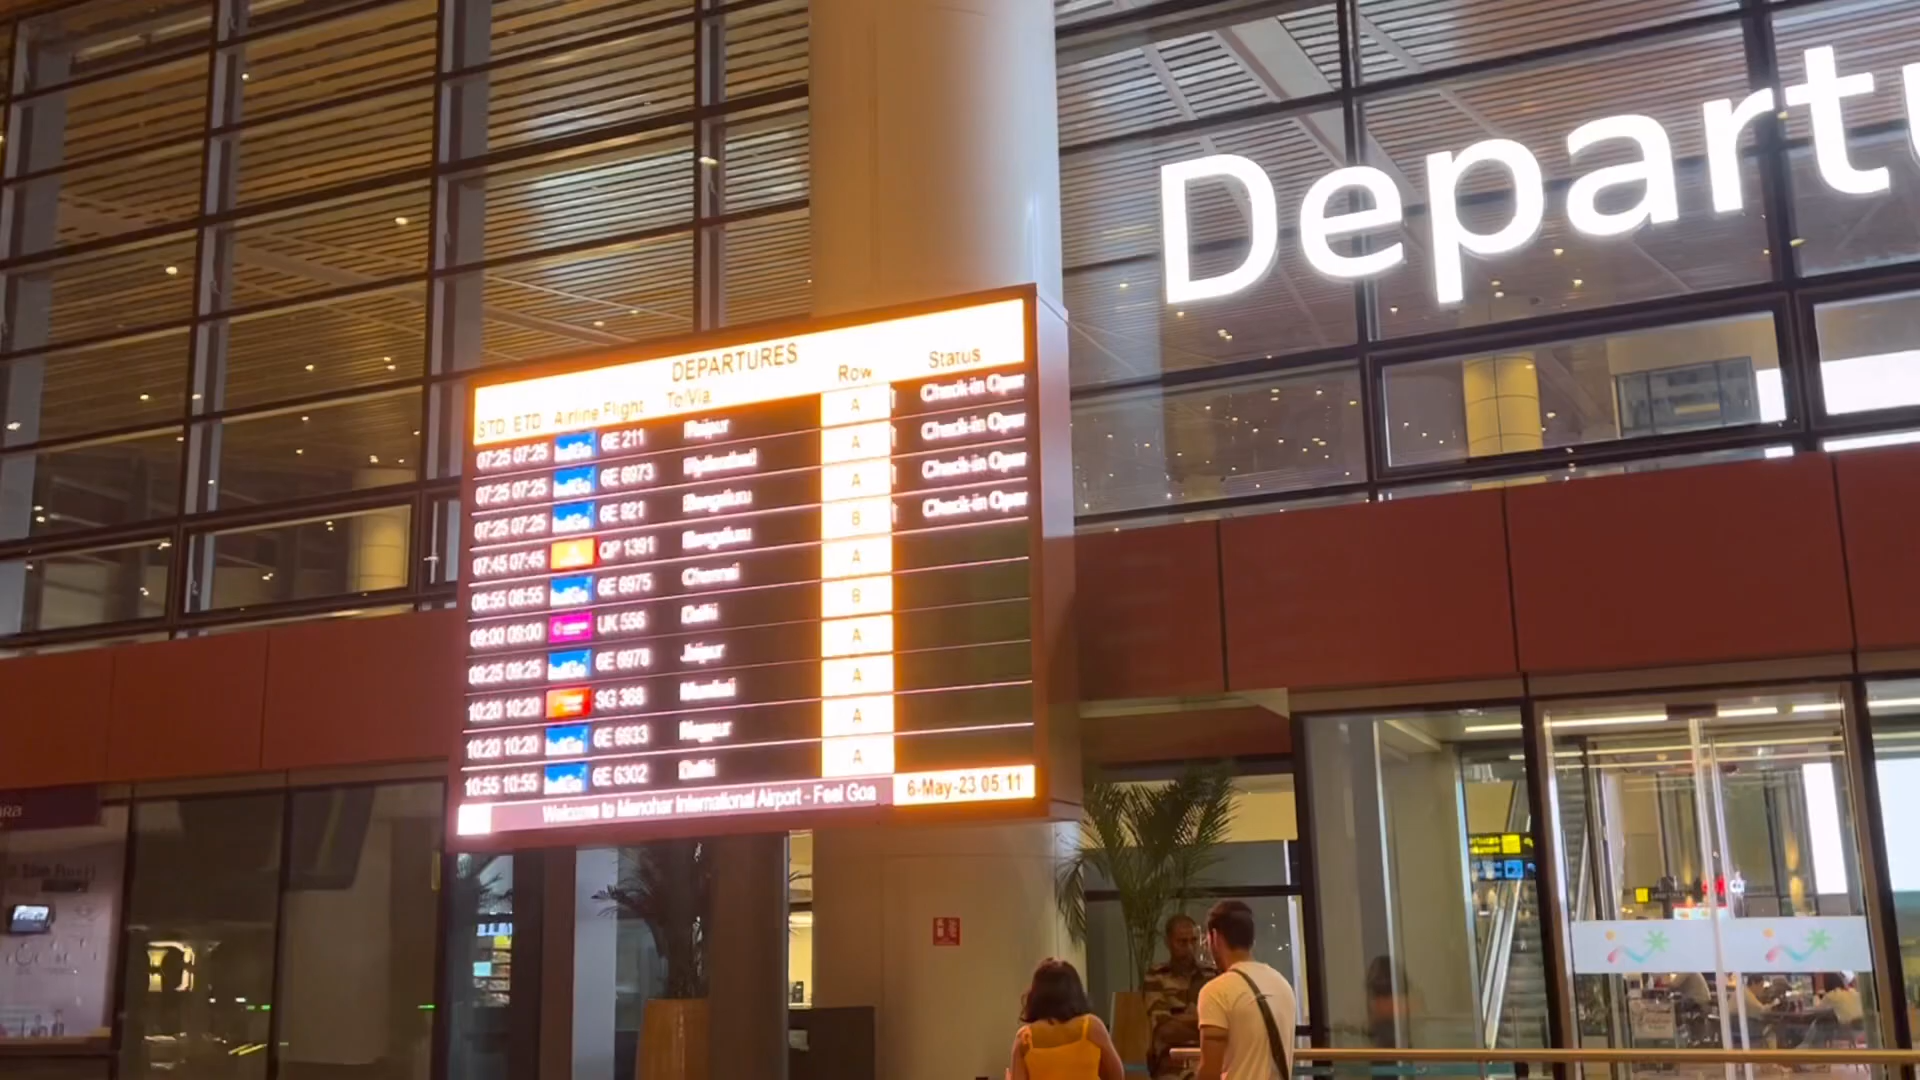 Departu
DEPARTURES
STD ETD Airline Flight To/Via Row Status
07:25 07:25 IndiGo 6E 211 Raipur A Check-in Open
07:25 07:25 IndiGo 6E 6973 Hyderabad A Check-in Open
07:25 07:25 IndiGo 6E 921 Bengaluru A Check-in Open
07:45 07:45 QP 1391 Bengaluru B Check-in Open
08:55 08:55 IndiGo 6E 6975 Chennai A
09:00 09:00 UK 556 Delhi B
09:25 09:25 IndiGo 6E 6978 Jaipur A
10:20 10:20 SG 368 Mumbai A
10:20 10:20 IndiGo 6E 6933 Nagpur A
10:55 10:55 IndiGo 6E 6302 Delhi A
Welcome to Manohar International Airport - Feel Goa 6-May-23 05:11